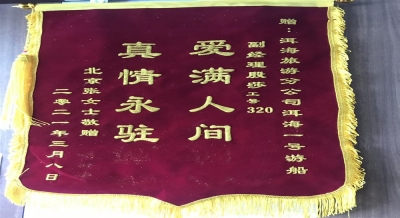 赠：洱海旅游分公司洱海一号游船
副经理殷莎工号320
爱满人间
真情永驻
北京张女士敬赠
二零二一年三月八日